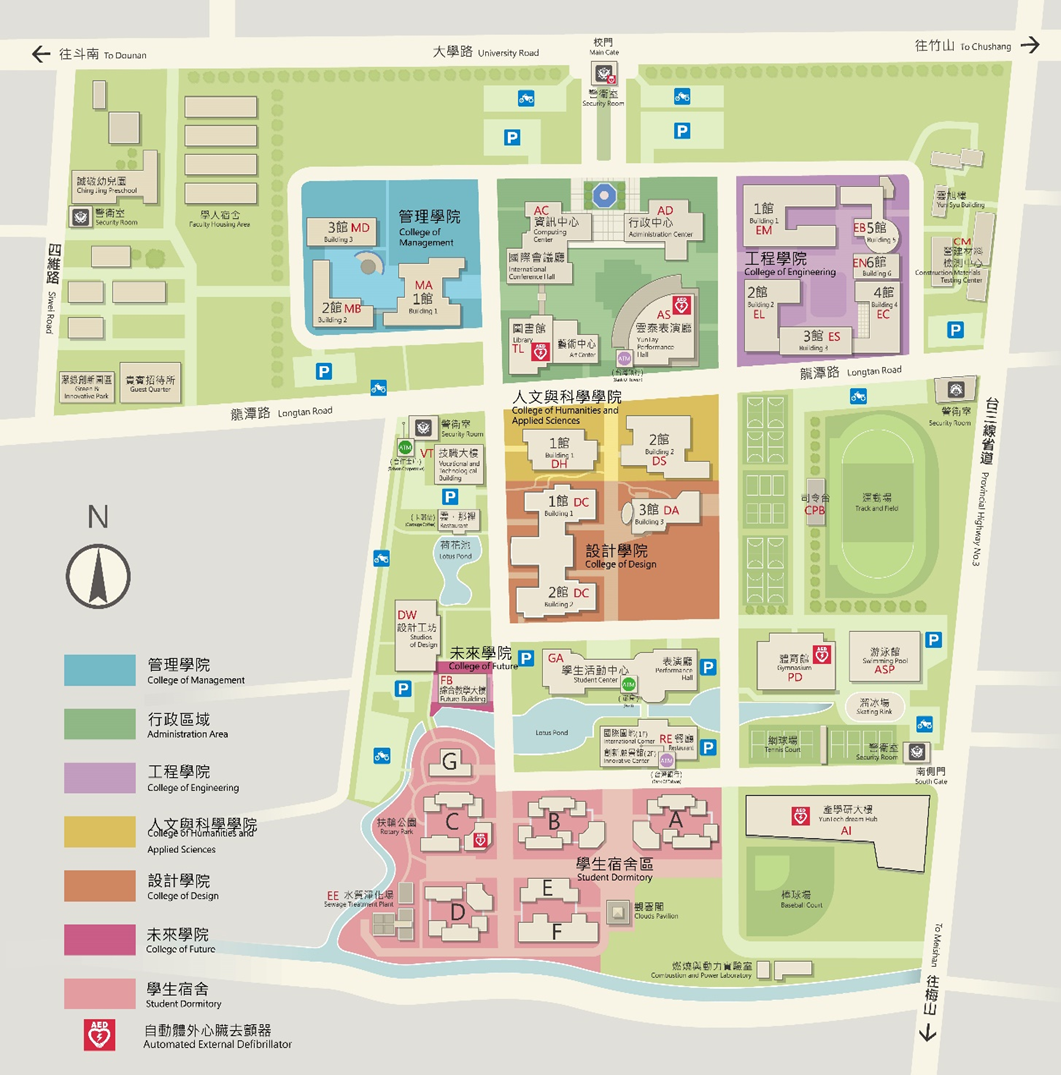 校門
Main Gate
往斗南 To Dounan
大學路 University Road
往竹山 To Chushang
警衛室
Security Room
P
P
誠敬幼兒園
Ching Jing Preschool
警衛室
Security Room
學人宿舍
Faculty Housing Area
四維路
Siwei Road
潔綠創新園區
Green N
Innovative Park
貴賓招待所
Guest Quarter
管理學院
College of
Management
3館 MD
Building 3
MA
1館
Building 1
2館 MB
Building 2
P
AC
資訊中心
Computing
Center
AD
行政中心
Administration Center
國際會議廳
International
Conference Hall
AED
AS
雲泰表演廳
YunTay
Performance
Hall
圖書館
Library
TL
AED
藝術中心
Art Center
ATM
1館
Building 1
EM
EB 5館
Building 5
工程學院
College of Engineering
EN 6館
Building 6
2館
Building 2
EL
4館
Building 4
EC
3館 ES
Building 3
雲旭樓
Yun Syu Building
CM
營建材料
檢測中心
Construction Materials
Testing Center
P
龍潭路 Longtan Road
龍潭路 Longtan Road
警衛室
Security Room
台三線省道
Provincial Highway No.3
人文與科學學院
College of Humanities and
Applied Sciences
1館
Building 1
DH
2館
Building 2
DS
警衛室
Security Room
ATM
VT 技職大樓
Vocational and
Technological
Building
P
雲、那裡
Restaurant
荷花池
Lotus Pond
1館 DC
Building 1
3館 DA
Building 3
設計學院
College of Design
2館 DC
Building 2
司令台
CPB
運動場
Track and Field
N
DW
設計工坊
Studios
of Design
未來學院
College of Future
FB
綜合教學大樓
Future Building
P
P
GA
學生活動中心
Student Center
表演廳
Performance
Hall
P
ATM
Lotus Pond
國際園地(1F)
International Corner
RE 餐廳
Restaurant
Innovative Center
ATM
P
體育館
Gymnasium
PD
AED
游泳館
Swimming Pool
ASP
P
溜冰場
Skating Rink
網球場
Tennis Court
警衛室
Security Room
南側門
South Gate
AED
產學研大樓
YunTech dream Hub
AI
棒球場
Baseball Court
G
扶輪公園
Rotary Park
C
AED
B
A
學生宿舍區
Student Dormitory
EE 水質淨化場
Sewage Treatment Plant
D
E
F
觀雲閣
Clouds Pavilion
燃燒與動力實驗室
Combustion and Power Laboratory
To Meishan 往梅山
管理學院
College of Management
行政區域
Administration Area
工程學院
College of Engineering
人文與科學學院
College of Humanities and
Applied Sciences
設計學院
College of Design
未來學院
College of Future
學生宿舍
Student Dormitory
AED
自動體外心臟去顫器
Automated External Defibrillator